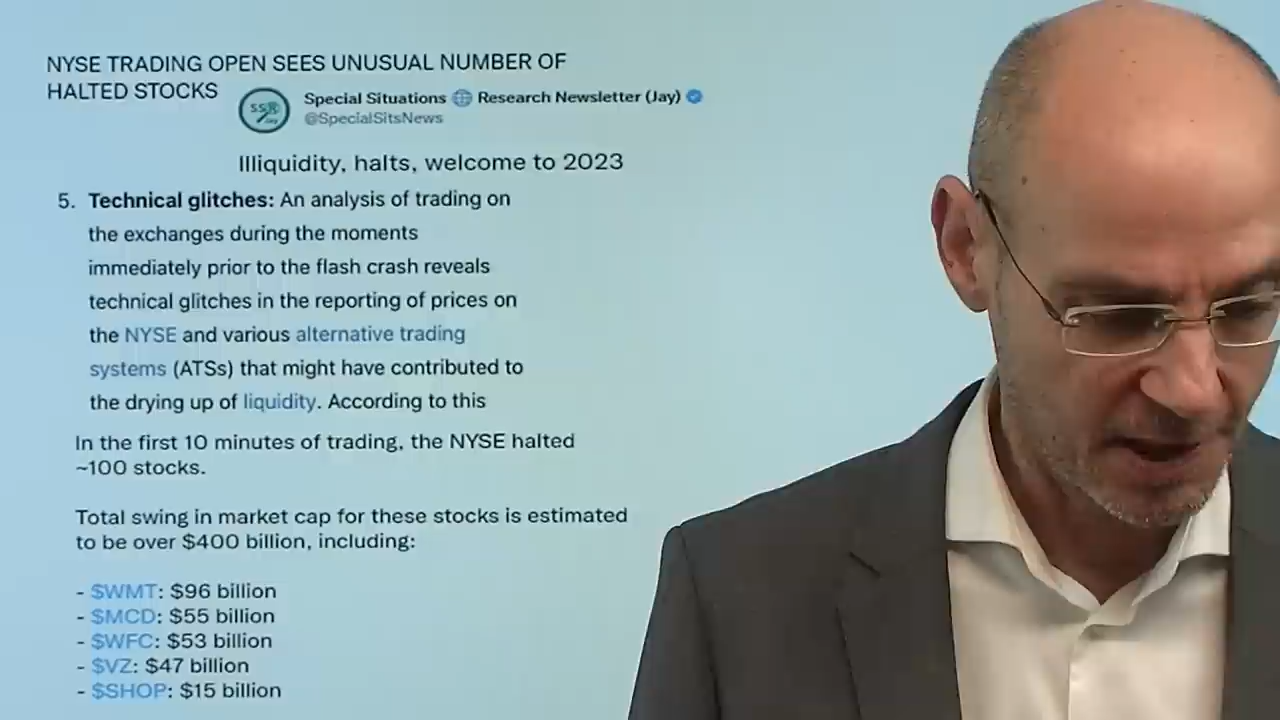 NYSE TRADING OPEN SEES UNUSUAL NUMBER OF
HALTED STOCKS
SSR
Jay
Special Situations Research Newsletter (Jay)
@SpecialSitsNews
Illiquidity, halts, welcome to 2023
5. Technical glitches: An analysis of trading on
the exchanges during the moments
immediately prior to the flash crash reveals
technical glitches in the reporting of prices on
the NYSE and various alternative trading
systems (ATSs) that might have contributed to
the drying up of liquidity. According to this
In the first 10 minutes of trading, the NYSE halted
~100 stocks.
Total swing in market cap for these stocks is estimated
to be over $400 billion, including:
- $WMT: $96 billion
- $MCD: $55 billion
- $WFC: $53 billion
- $VZ: $47 billion
- $SHOP: $15 billion